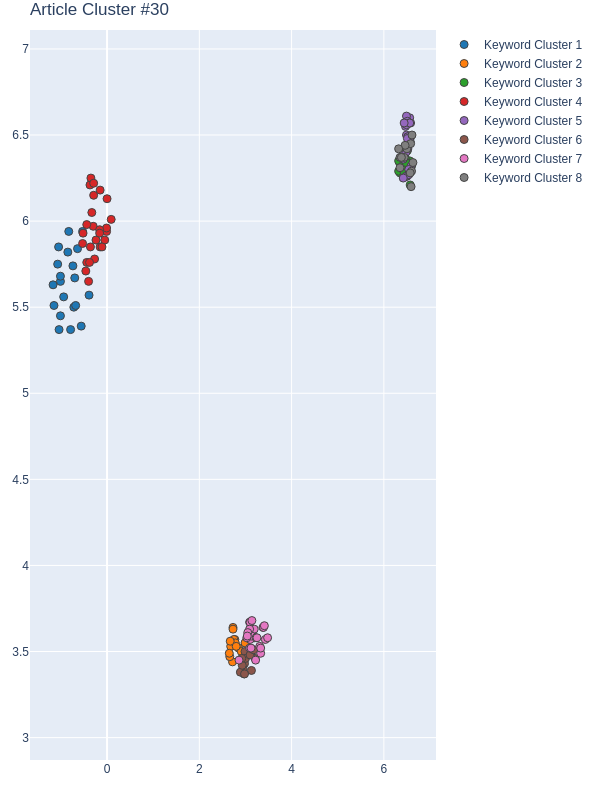 Article Cluster #30
7
6.5
6
5.5
5
4.5
4
3.5
3
0
2
4
6
Keyword Cluster 1
Keyword Cluster 2
Keyword Cluster 3
Keyword Cluster 4
Keyword Cluster 5
Keyword Cluster 6
Keyword Cluster 7
Keyword Cluster 8